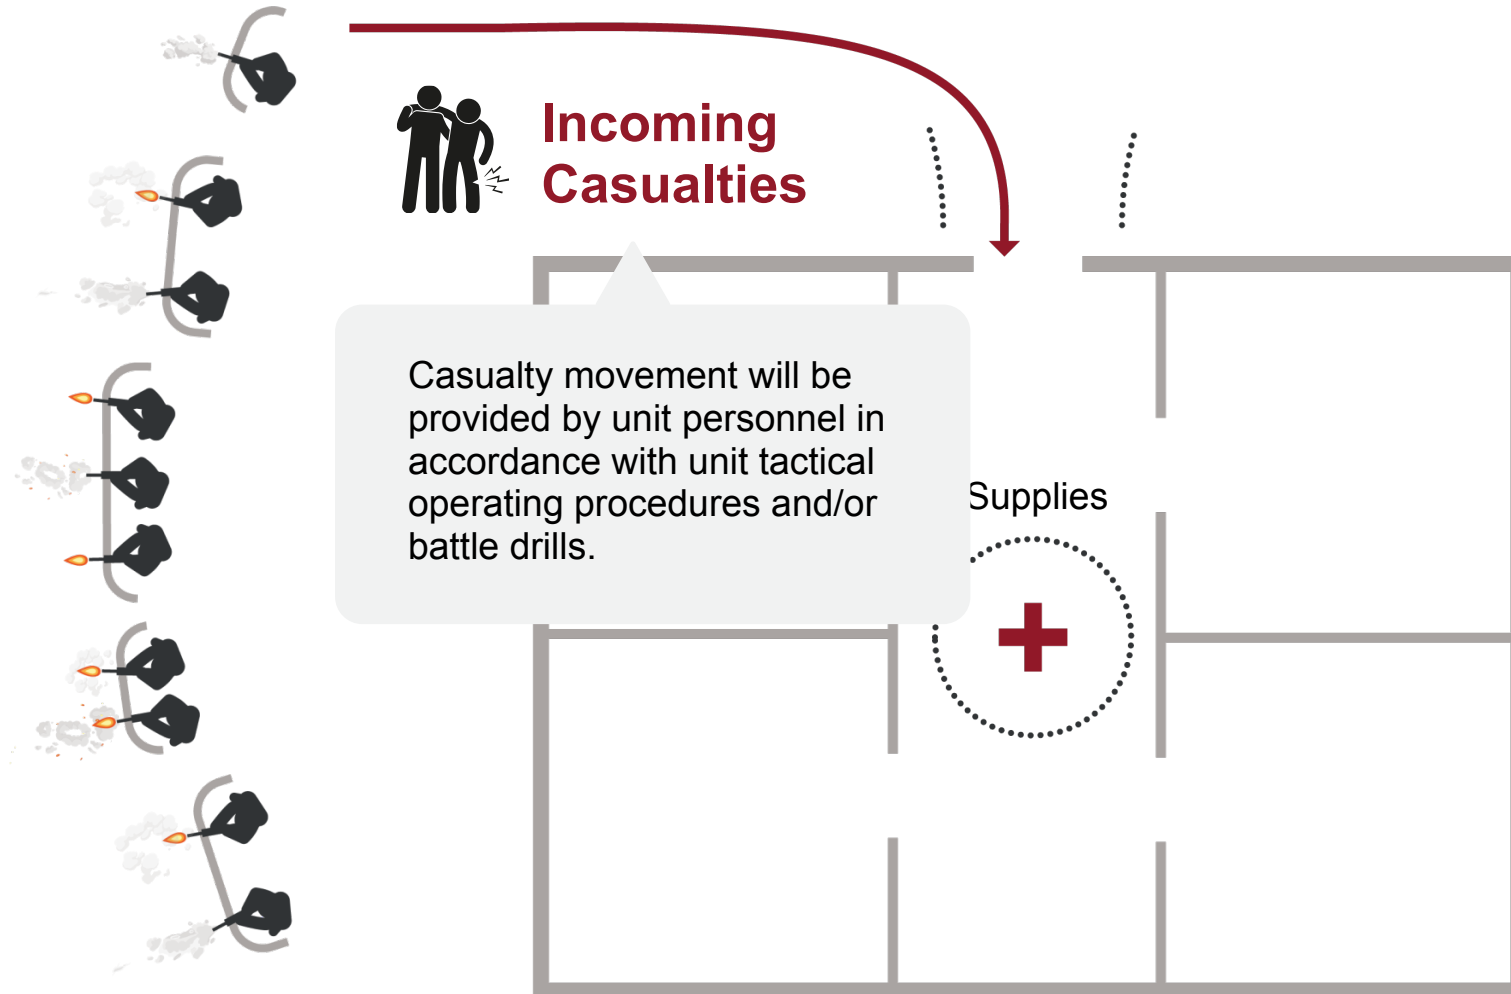 Incoming
Casualties
Casualty movement will be
provided by unit personnel in
accordance with unit tactical
operating procedures and/or
battle drills.
Supplies